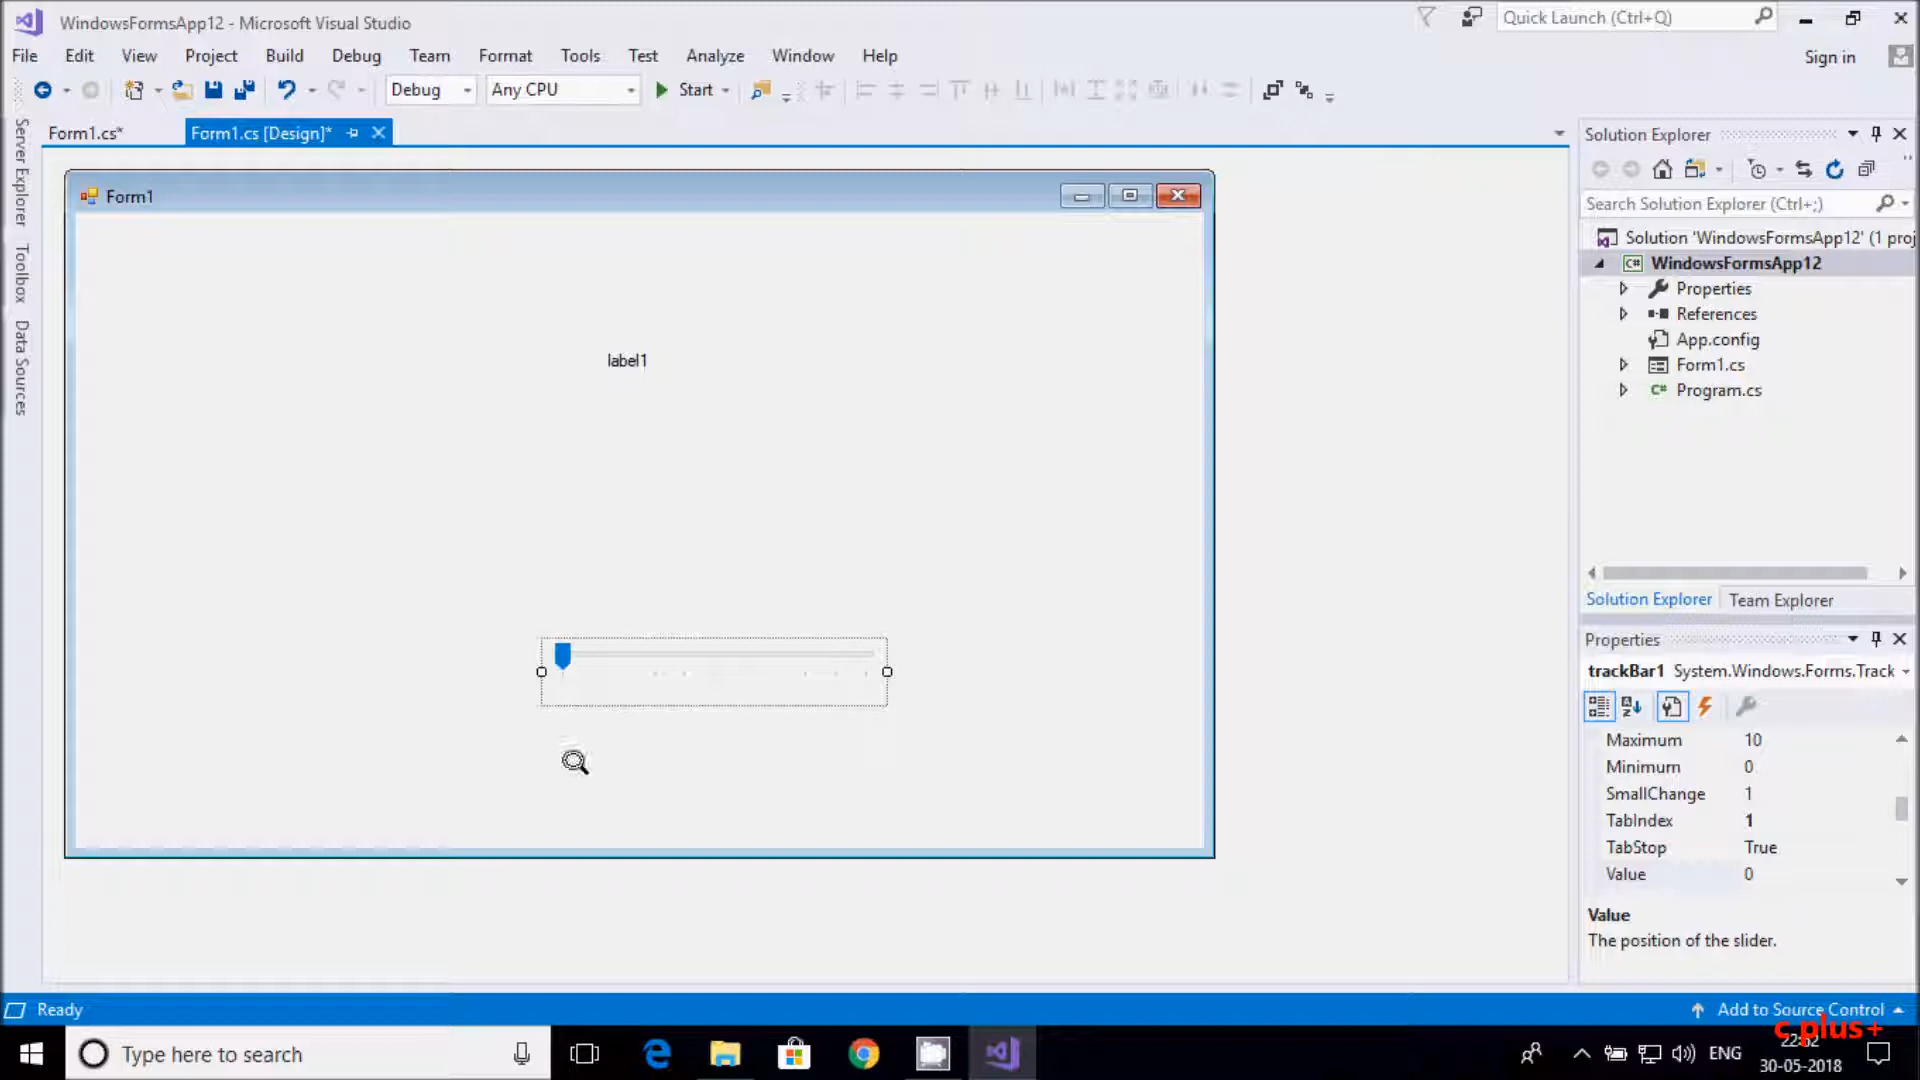 WindowsFormsApp12 - Microsoft Visual Studio
Quick Launch (Ctrl+Q)
File Edit View Project Build Debug Team Format Tools Test Analyze Window Help
Sign in
Debug Any CPU Start
Form1.cs* Form1.cs [Design]*
Server Explorer
Toolbox
Data Sources
Form1
label1
Solution Explorer
Search Solution Explorer (Ctrl+;)
Solution 'WindowsFormsApp12' (1 proj
C# WindowsFormsApp12
Properties
References
App.config
Form1.cs
C# Program.cs
Solution Explorer Team Explorer
Properties
trackBar1 System.Windows.Forms.Track
Maximum 10
Minimum 0
SmallChange 1
TabIndex 1
TabStop True
Value 0
Value
The position of the slider.
Ready
Add to Source Control
c plus+
Type here to search
ENG
30-05-2018